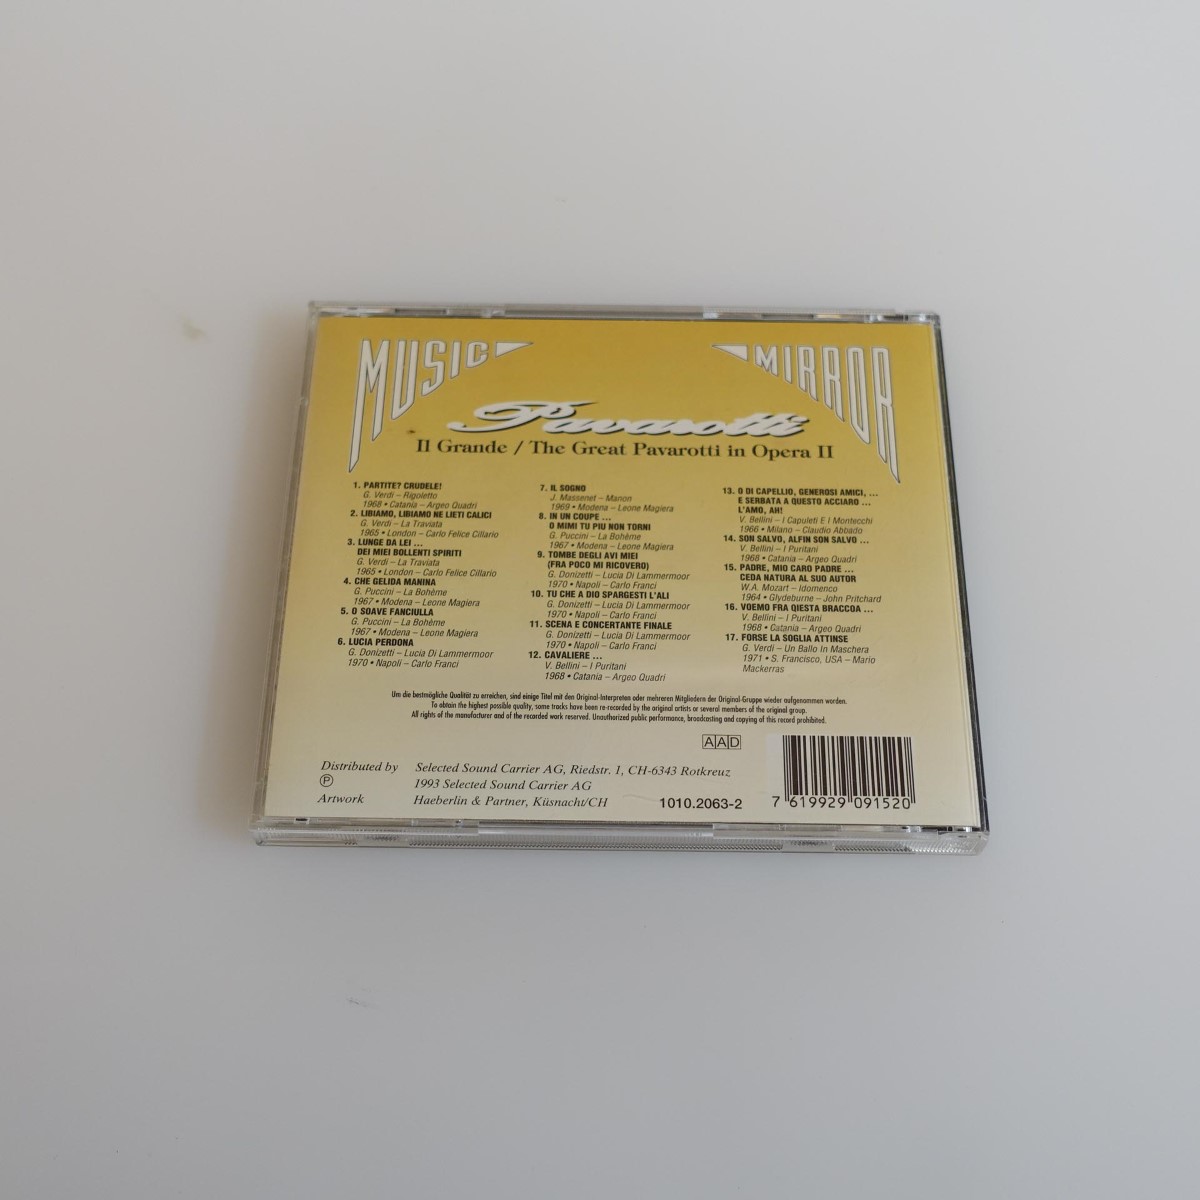 MUSIC MIRROR
Pavarotti
Il Grande / The Great Pavarotti in Opera II
1. PARTITE? CRUDELE!
G. Verdi – Rigoletto
1968 • Catania – Argeo Quadri
2. LIBIAMO, LIBIAMO NE LIETI CALICI
G. Verdi – La Traviata
1965 • London – Carlo Felice Cillario
3. LUNGE DA LEI ...
DEI MIEI BOLLENTI SPIRITI
G. Verdi – La Traviata
1965 • London – Carlo Felice Cillario
4. CHE GELIDA MANINA
G. Puccini – La Bohème
1967 • Modena – Leone Magiera
5. O SOAVE FANCIULLA
G. Puccini – La Bohème
1967 • Modena – Leone Magiera
6. LUCIA PERDONA
G. Donizetti – Lucia Di Lammermoor
1970 • Napoli – Carlo Franci
7. IL SOGNO
J. Massenet – Manon
1969 • Modena – Leone Magiera
8. IN UN COUPE ...
O MIMI TU PIU NON TORNI
G. Puccini – La Bohème
1967 • Modena – Leone Magiera
9. TOMBE DEGLI AVI MIEI
(FRA POCO MI RICOVERO)
G. Donizetti – Lucia Di Lammermoor
1970 • Napoli – Carlo Franci
10. TU CHE A DIO SPARGESTI L'ALI
G. Donizetti – Lucia Di Lammermoor
1970 • Napoli – Carlo Franci
11. SCENA E CONCERTANTE FINALE
G. Donizetti – Lucia Di Lammermoor
1970 • Napoli – Carlo Franci
12. CAVALIERE ...
V. Bellini – I Puritani
1968 • Catania – Argeo Quadri
13. O DI CAPELLIO, GENEROSI AMICI, ...
E SERBATA A QUESTO ACCIARO ...
L'AMO, AH!
V. Bellini – I Capuleti E I Montecchi
1966 • Milano – Claudio Abbado
14. SON SALVO, ALFIN SON SALVO ...
V. Bellini – I Puritani
1968 • Catania – Argeo Quadri
15. PADRE, MIO CARO PADRE ...
CEDA NATURA AL SUO AUTOR
W.A. Mozart – Idomenco
1964 • Glydeburne – John Pritchard
16. VOEMO FRA QIESTA BRACCOA ...
V. Bellini – I Puritani
1968 • Catania – Argeo Quadri
17. FORSE LA SOGLIA ATTINSE
G. Verdi – Un Ballo In Maschera
1971 • S. Francisco, USA – Mario
Mackerras
Um die bestmögliche Qualität zu erreichen, sind einige Titel mit den Original-Interpreten oder mehreren Mitgliedern der Original-Gruppe wieder aufgenommen worden.
To obtain the highest possible quality, some tracks have been re-recorded by the original artists or several members of the original group.
All rights of the manufacturer and of the recorded work reserved. Unauthorized public performance, broadcasting and copying of this record prohibited.
AAD
Distributed by Selected Sound Carrier AG, Riedstr. 1, CH-6343 Rotkreuz
Ⓟ 1993 Selected Sound Carrier AG
Artwork Haeberlin & Partner, Küsnacht/CH
1010.2063-2
7 619929 091520